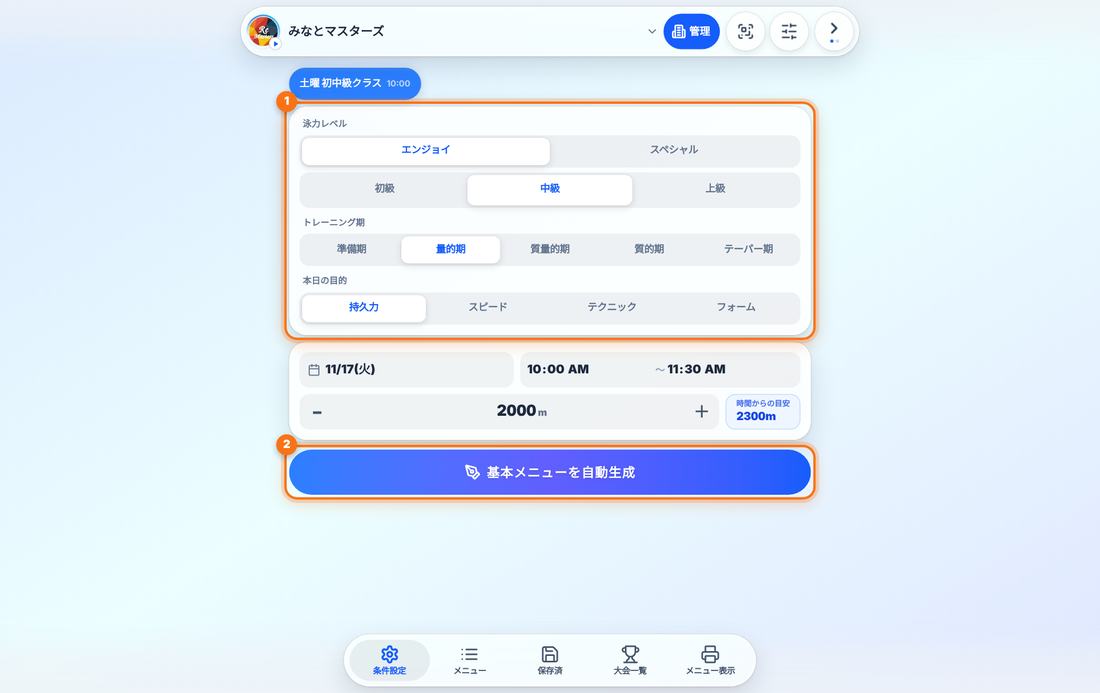 みなとマスターズ
管理
土曜 初中級クラス 10:00
1
泳力レベル
エンジョイ スペシャル
初級 中級 上級
トレーニング期
準備期 量的期 質量的期 質的期 テーパー期
本日の目的
持久力 スピード テクニック フォーム
11/17(火) 10:00 AM ～11:30 AM
− 2000m +
時間からの目安
2300m
2
基本メニューを自動生成
条件設定 メニュー 保存済 大会一覧 メニュー表示